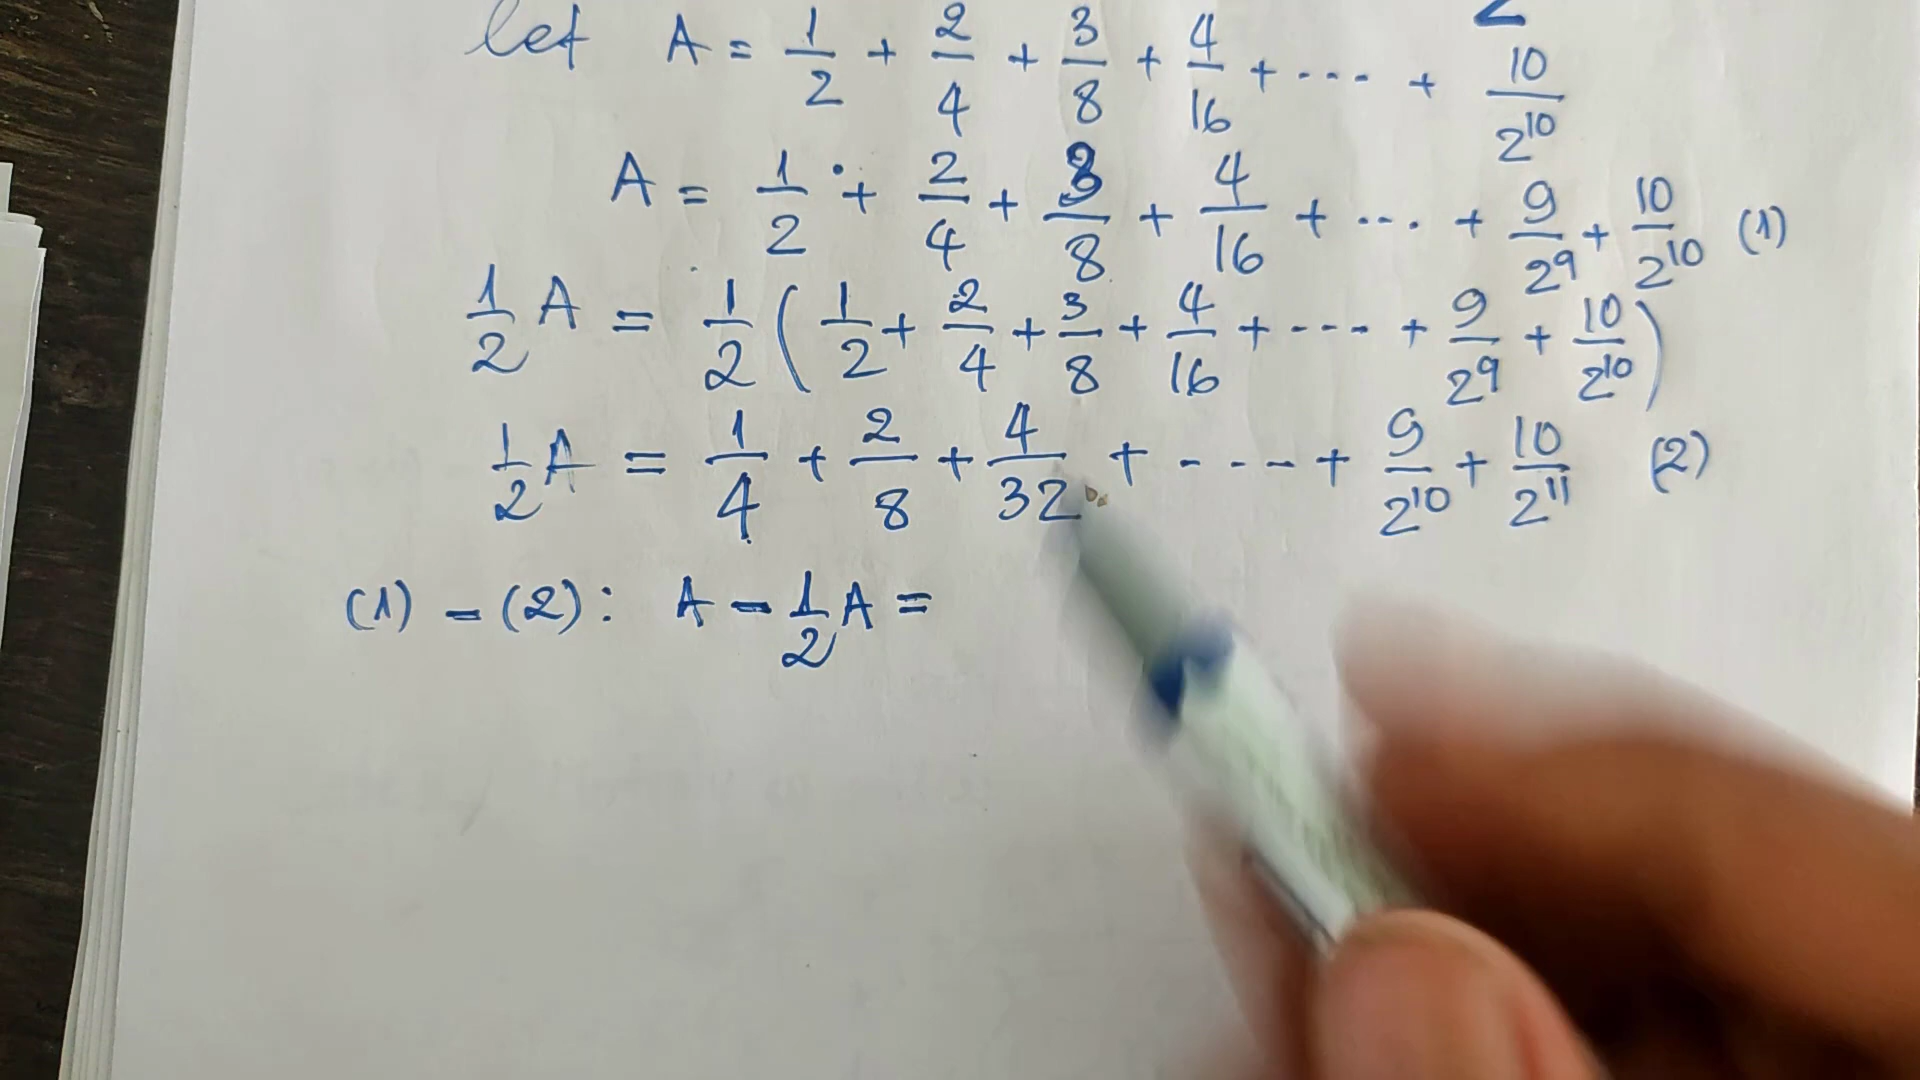 let A = 1/2 + 2/4 + 3/8 + 4/16 + .... + 10/2^10
A = 1/2 + 2/4 + 3/8 + 4/16 + .... + 9/2^9 + 10/2^10 (1)
1/2 A = 1/2 ( 1/2 + 2/4 + 3/8 + 4/16 + ---- + 9/2^9 + 10/2^10 )
1/2 A = 1/4 + 2/8 + 4/32 + ---- + 9/2^10 + 10/2^11 (2)
(1) - (2) : A - 1/2 A =